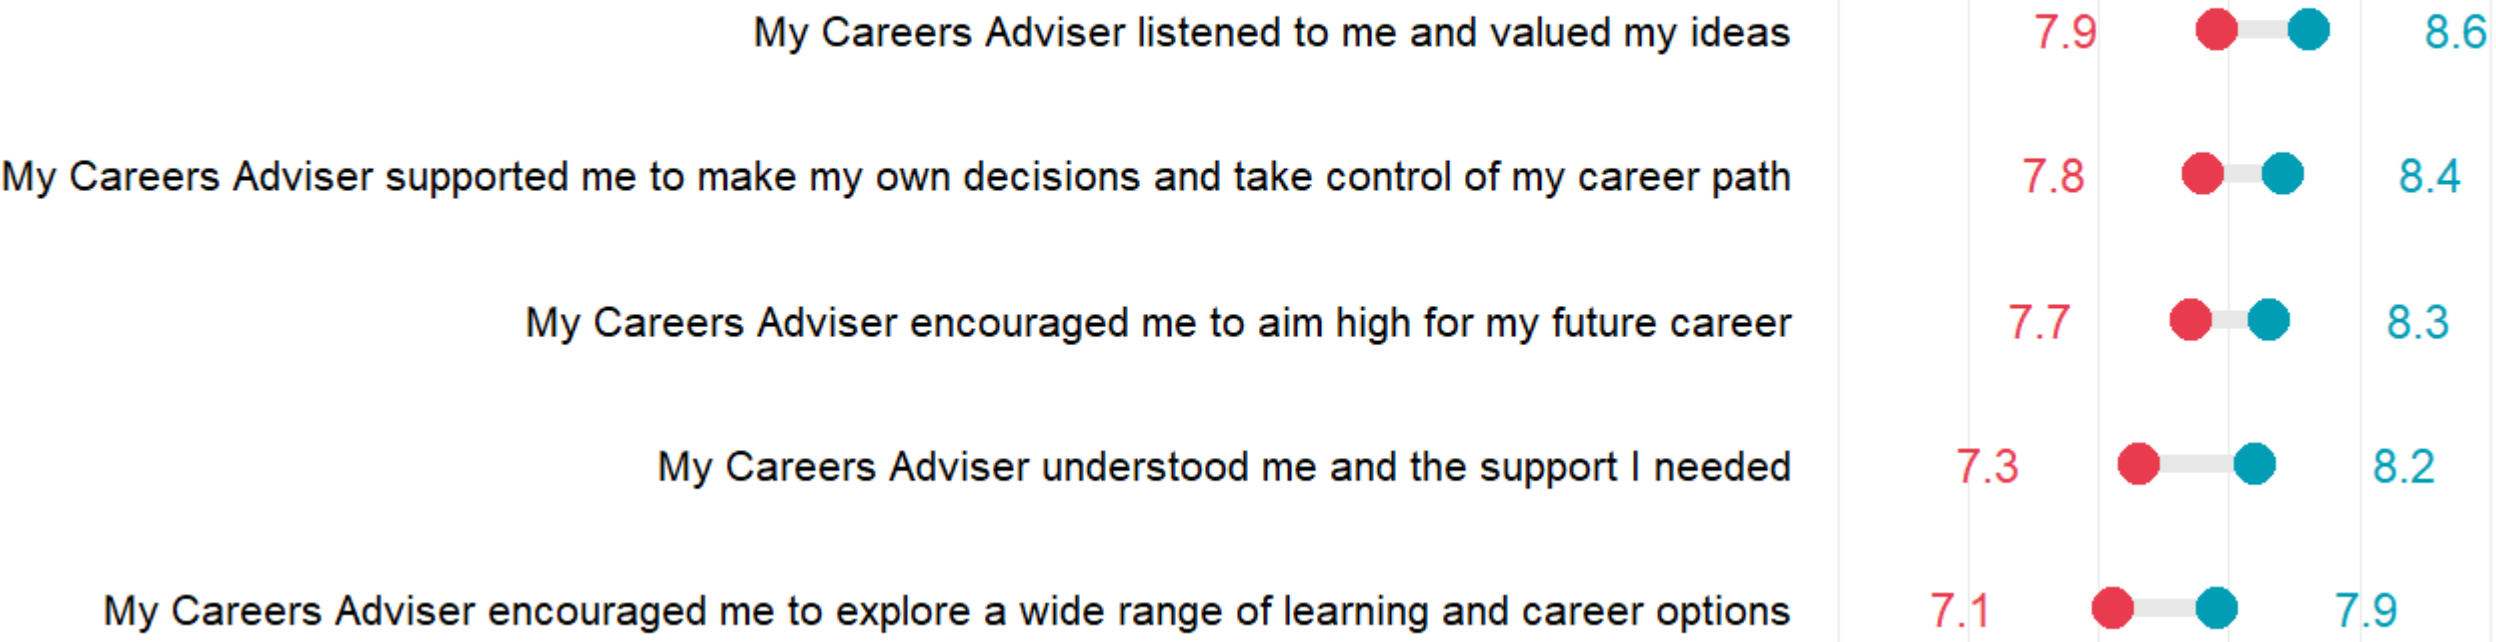 My Careers Adviser listened to me and valued my ideas 7.9 8.6
My Careers Adviser supported me to make my own decisions and take control of my career path 7.8 8.4
My Careers Adviser encouraged me to aim high for my future career 7.7 8.3
My Careers Adviser understood me and the support I needed 7.3 8.2
My Careers Adviser encouraged me to explore a wide range of learning and career options 7.1 7.9